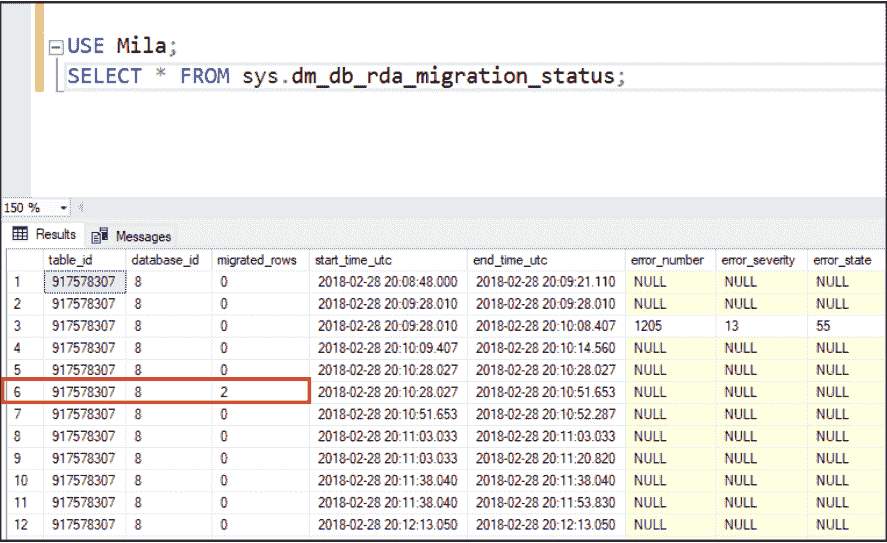 USE Mila;
SELECT * FROM sys.dm_db_rda_migration_status;
150 %
Results Messages
table_id database_id migrated_rows start_time_utc end_time_utc error_number error_severity error_state
1 917578307 8 0 2018-02-28 20:08:48.000 2018-02-28 20:09:21.110 NULL NULL NULL
2 917578307 8 0 2018-02-28 20:09:28.010 2018-02-28 20:09:28.010 NULL NULL NULL
3 917578307 8 0 2018-02-28 20:09:28.010 2018-02-28 20:10:08.407 1205 13 55
4 917578307 8 0 2018-02-28 20:10:09.407 2018-02-28 20:10:14.560 NULL NULL NULL
5 917578307 8 0 2018-02-28 20:10:28.027 2018-02-28 20:10:28.027 NULL NULL NULL
6 917578307 8 2 2018-02-28 20:10:28.027 2018-02-28 20:10:51.653 NULL NULL NULL
7 917578307 8 0 2018-02-28 20:10:51.653 2018-02-28 20:10:52.287 NULL NULL NULL
8 917578307 8 0 2018-02-28 20:11:03.033 2018-02-28 20:11:03.033 NULL NULL NULL
9 917578307 8 0 2018-02-28 20:11:03.033 2018-02-28 20:11:20.820 NULL NULL NULL
10 917578307 8 0 2018-02-28 20:11:38.040 2018-02-28 20:11:38.040 NULL NULL NULL
11 917578307 8 0 2018-02-28 20:11:38.040 2018-02-28 20:11:53.830 NULL NULL NULL
12 917578307 8 0 2018-02-28 20:12:13.050 2018-02-28 20:12:13.050 NULL NULL NULL